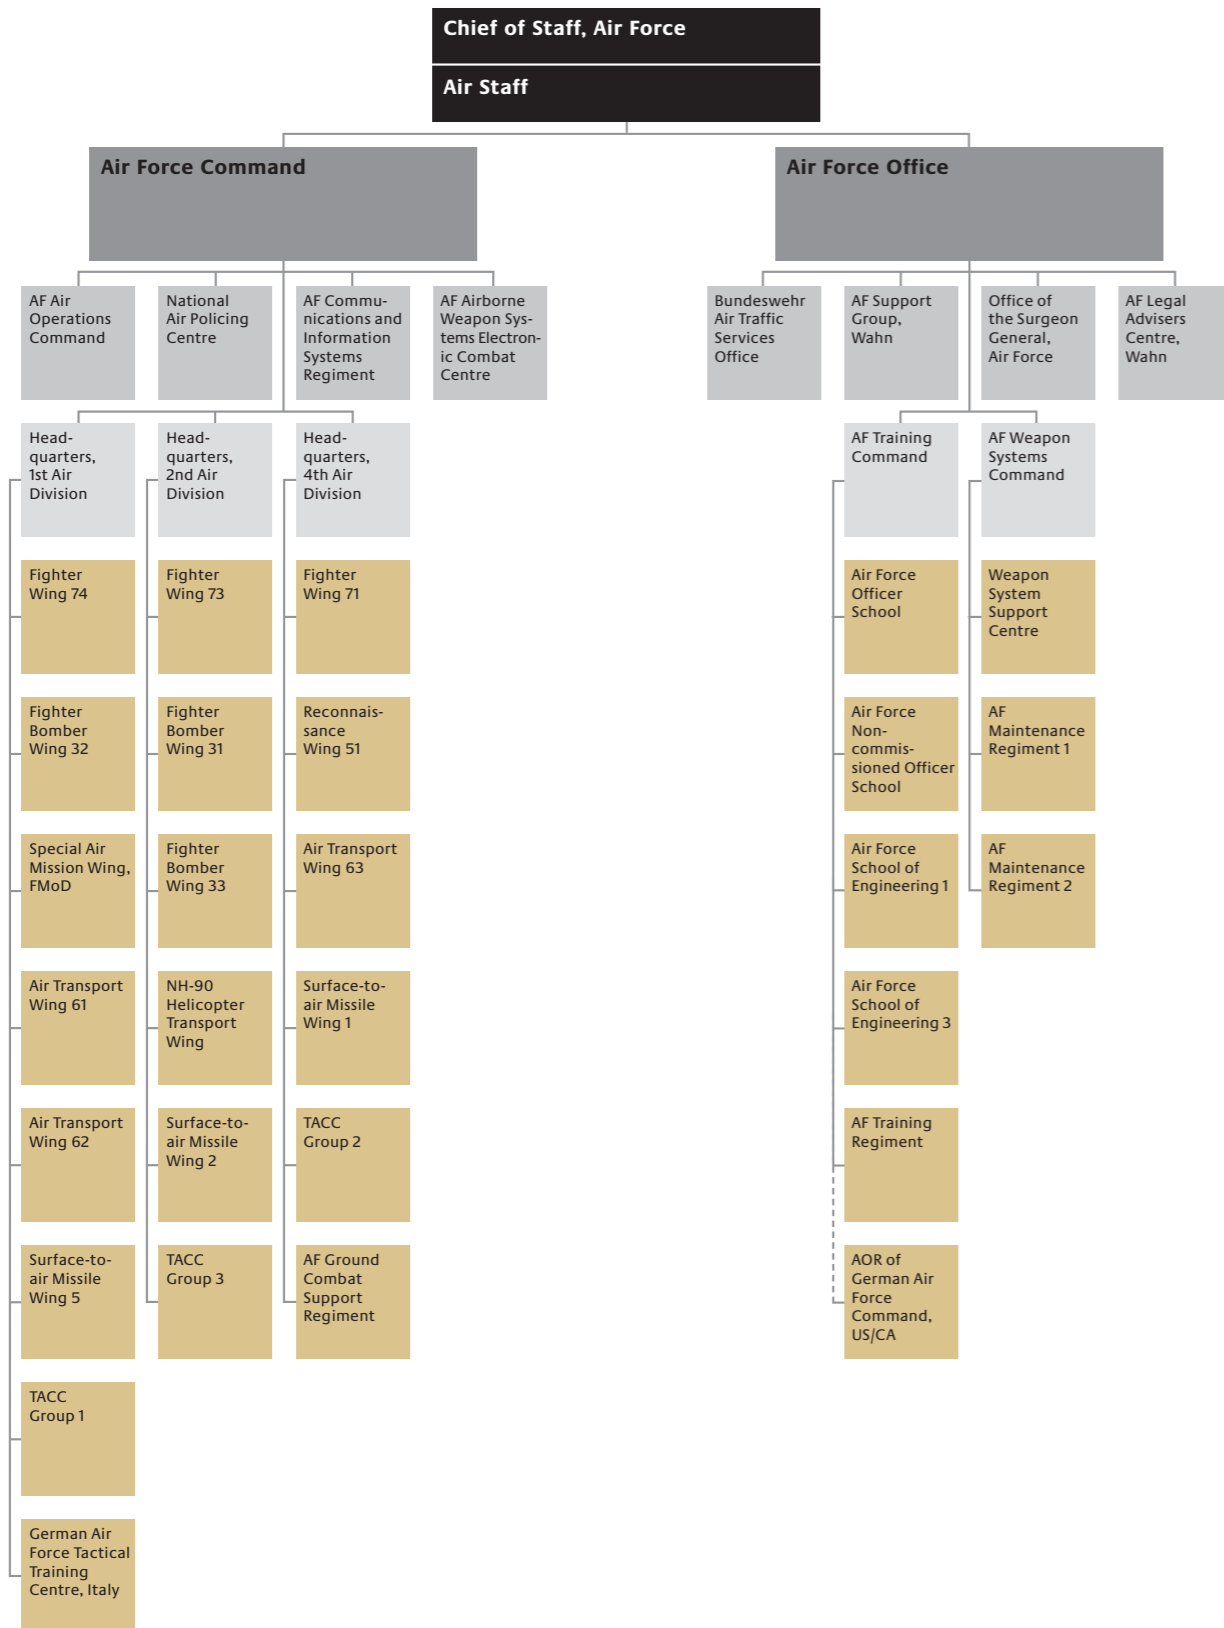 Chief of Staff, Air Force
Air Staff
Air Force Command
Air Force Office
AF Air
Operations
Command
National
Air Policing
Centre
AF Commu-
nications and
Information
Systems
Regiment
AF Airborne
Weapon Sys-
tems Electron-
ic Combat
Centre
Bundeswehr
Air Traffic
Services
Office
AF Support
Group,
Wahn
Office of
the Surgeon
General,
Air Force
AF Legal
Advisers
Centre,
Wahn
Head-
quarters,
1st Air
Division
Head-
quarters,
2nd Air
Division
Head-
quarters,
4th Air
Division
AF Training
Command
AF Weapon
Systems
Command
Fighter
Wing 74
Fighter
Wing 73
Fighter
Wing 71
Air Force
Officer
School
Weapon
System
Support
Centre
Fighter
Bomber
Wing 32
Fighter
Bomber
Wing 31
Reconnais-
sance
Wing 51
Air Force
Non-
commis-
sioned Officer
School
AF
Maintenance
Regiment 1
Special Air
Mission Wing,
FMoD
Fighter
Bomber
Wing 33
Air Transport
Wing 63
Air Force
School of
Engineering 1
AF
Maintenance
Regiment 2
Air Transport
Wing 61
NH-90
Helicopter
Transport
Wing
Surface-to-
air Missile
Wing 1
Air Force
School of
Engineering 3
Air Transport
Wing 62
Surface-to-
air Missile
Wing 2
TACC
Group 2
AF Training
Regiment
Surface-to-
air Missile
Wing 5
TACC
Group 3
AF Ground
Combat
Support
Regiment
AOR of
German Air
Force
Command,
US/CA
TACC
Group 1
German Air
Force Tactical
Training
Centre, Italy